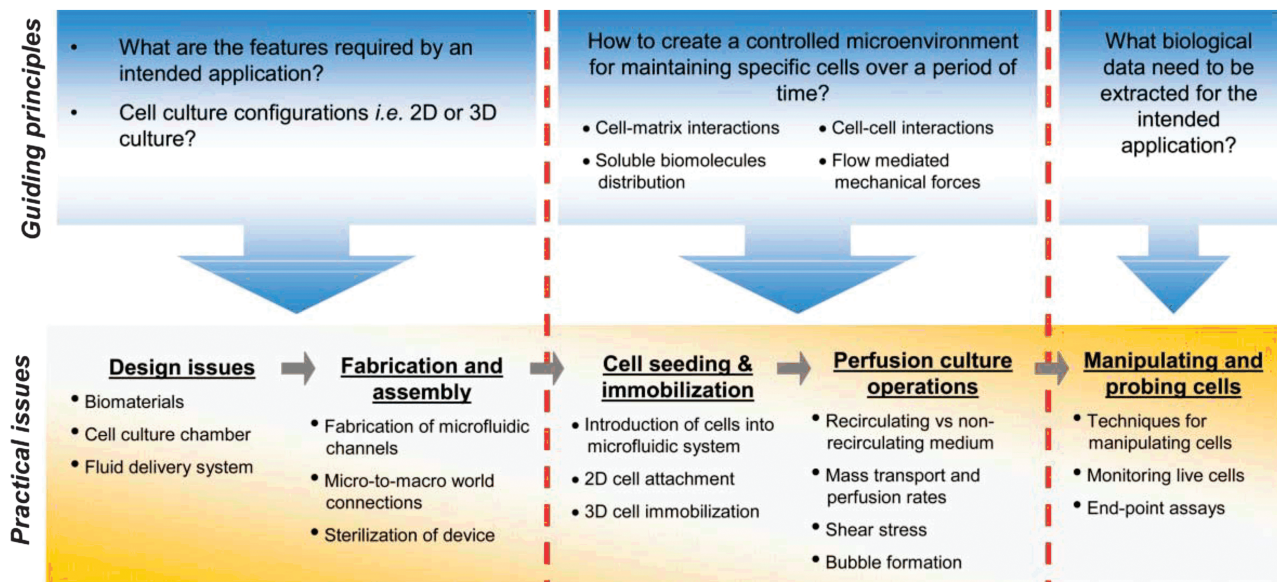 Guiding principles
• What are the features required by an
intended application?
• Cell culture configurations i.e. 2D or 3D
culture?
How to create a controlled microenvironment
for maintaining specific cells over a period of
time?
• Cell-matrix interactions
• Soluble biomolecules
distribution
• Cell-cell interactions
• Flow mediated
mechanical forces
What biological
data need to be
extracted for the
intended
application?
Practical issues
Design issues
• Biomaterials
• Cell culture chamber
• Fluid delivery system
Fabrication and
assembly
• Fabrication of microfluidic
channels
• Micro-to-macro world
connections
• Sterilization of device
Cell seeding &
immobilization
• Introduction of cells into
microfluidic system
• 2D cell attachment
• 3D cell immobilization
Perfusion culture
operations
• Recirculating vs non-
recirculating medium
• Mass transport and
perfusion rates
• Shear stress
• Bubble formation
Manipulating and
probing cells
• Techniques for
manipulating cells
• Monitoring live cells
• End-point assays